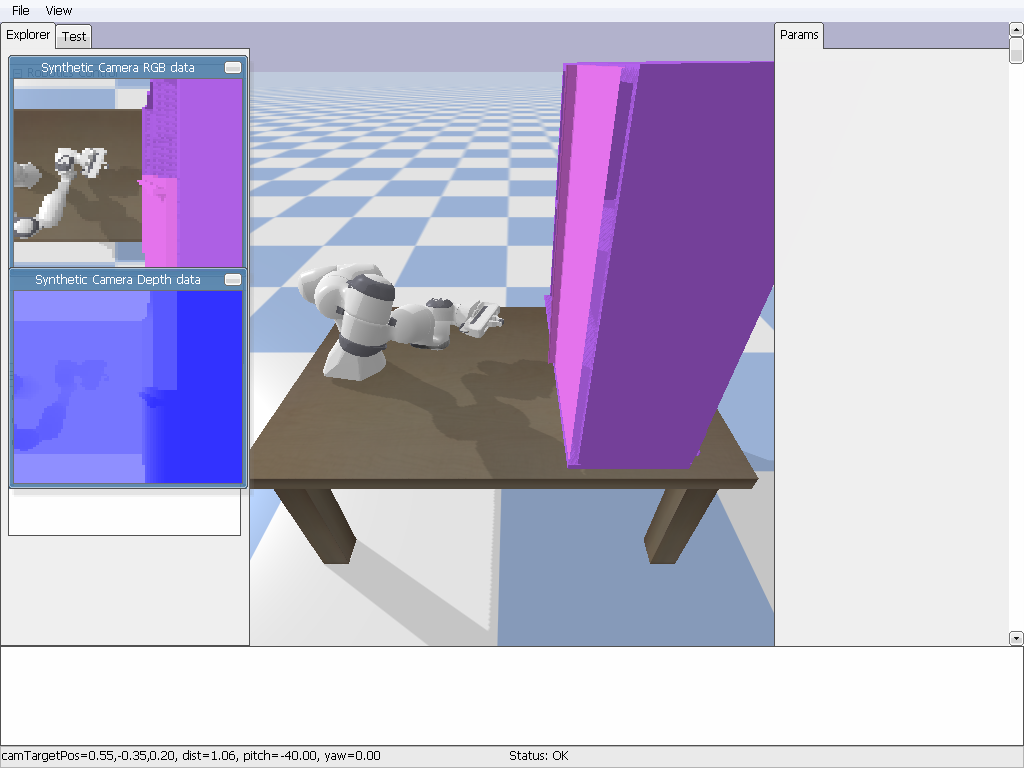 File View
Explorer Test
Params
Synthetic Camera RGB data
Synthetic Camera Depth data
camTargetPos=0.55,-0.35,0.20, dist=1.06, pitch=-40.00, yaw=0.00
Status: OK